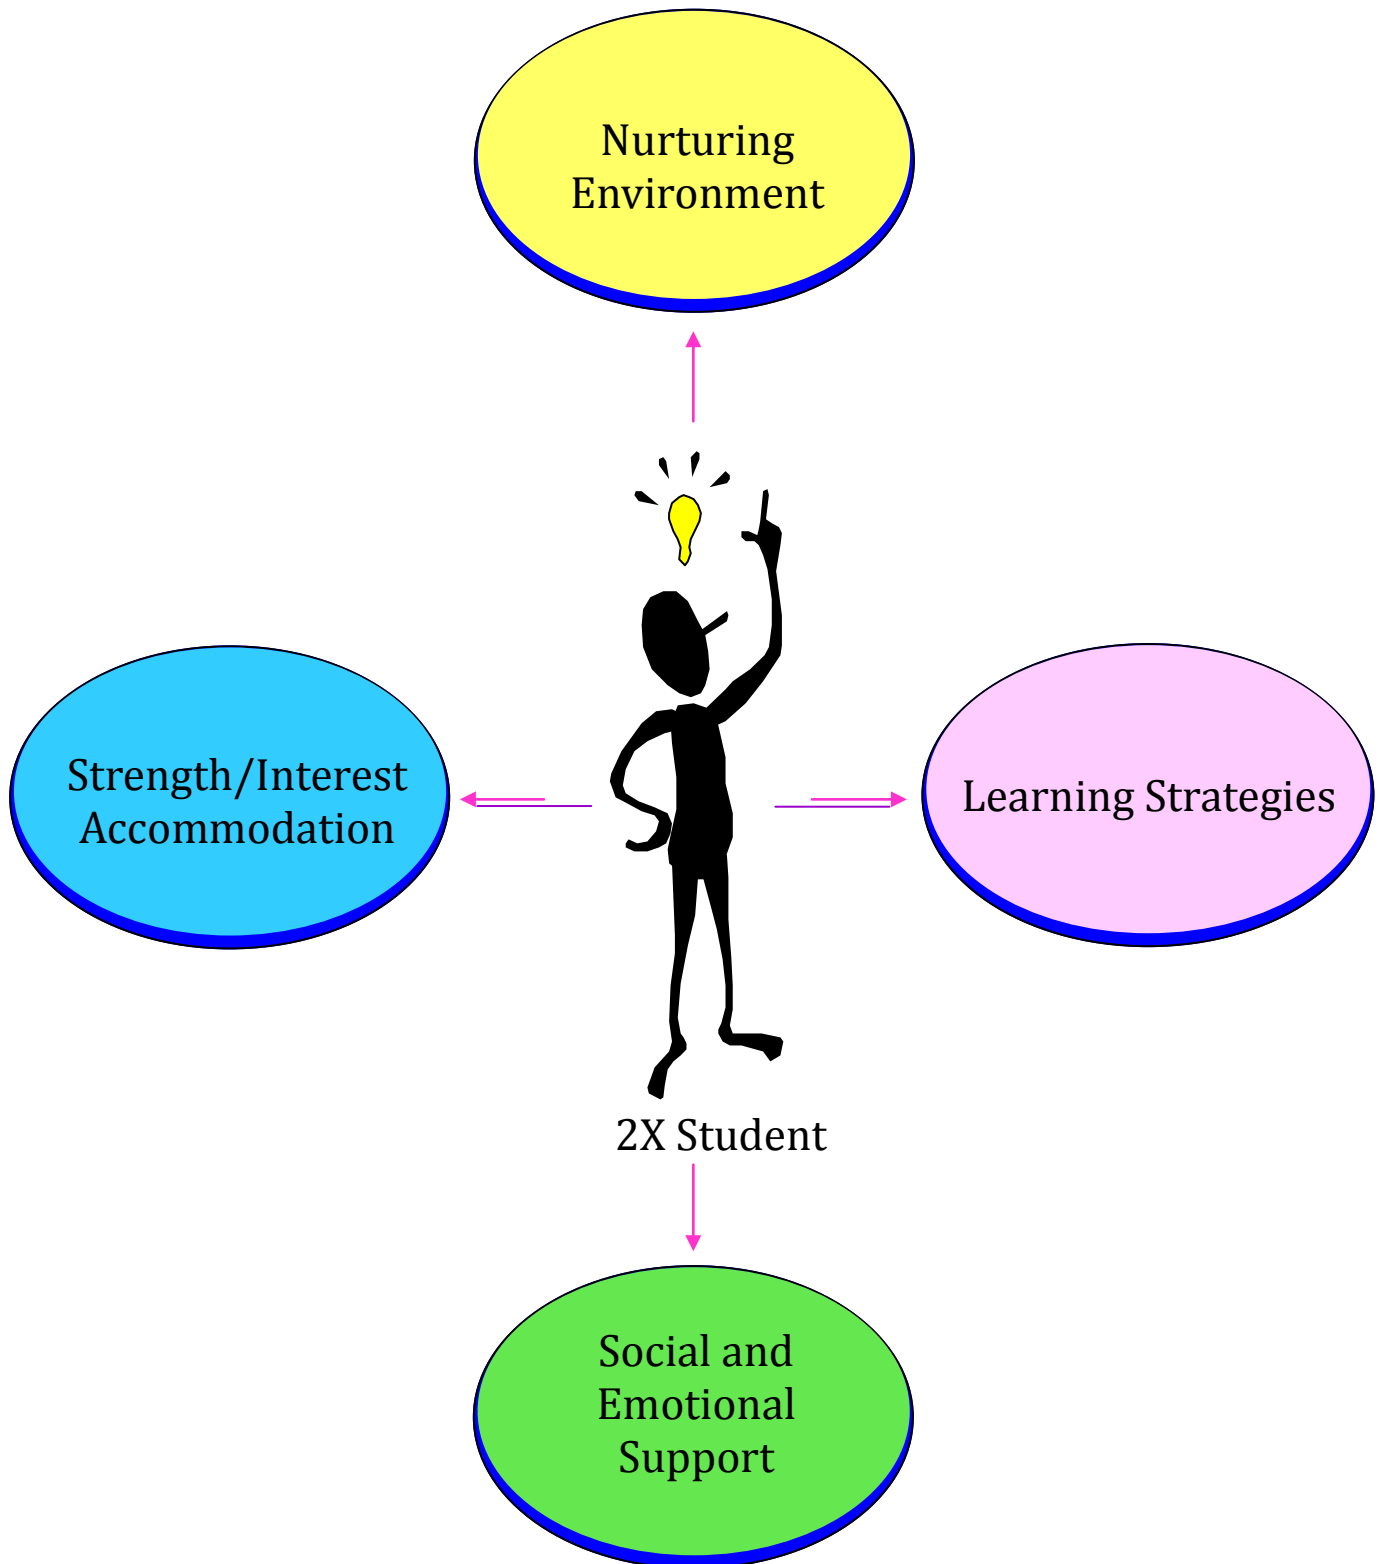 Nurturing
Environment
Strength/Interest
Accommodation
Learning Strategies
2X Student
Social and
Emotional
Support